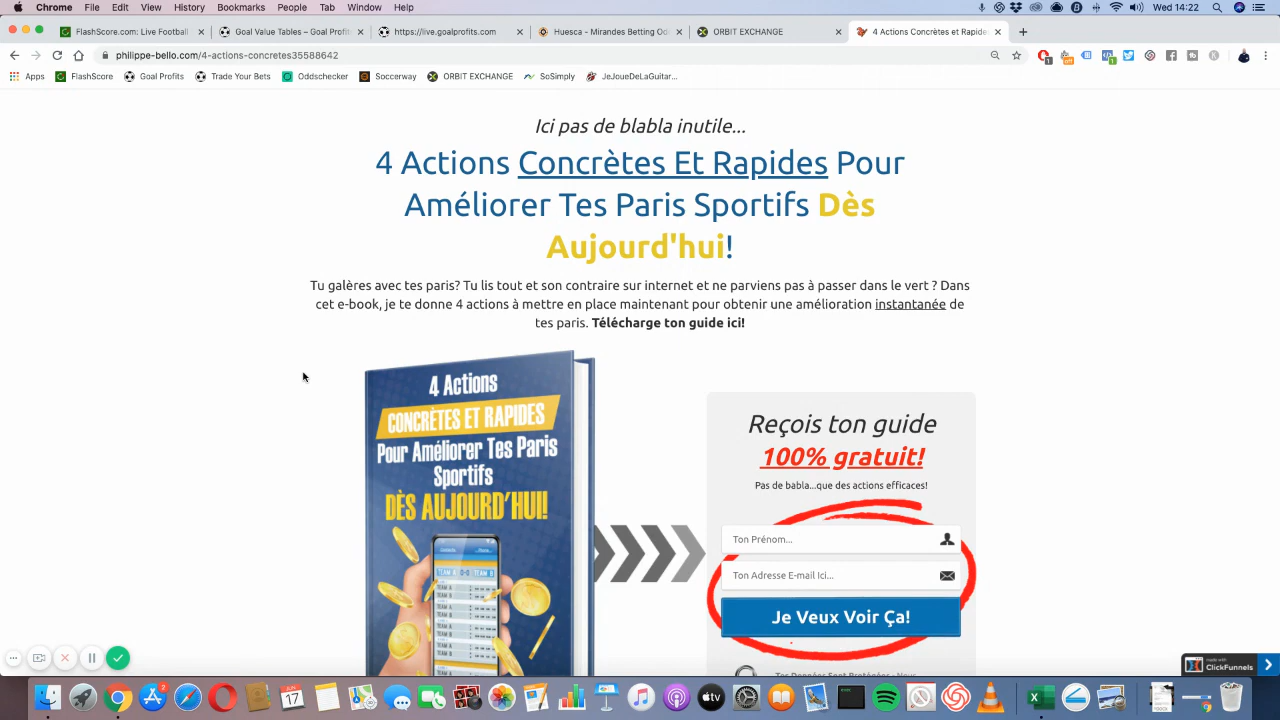 Chrome File Edit View History Bookmarks People Tab Window Help Wed 14:22
FlashScore.com: Live Football
Goal Value Tables – Goal Profit
https://live.goalprofits.com
Huesca - Mirandes Betting Od
ORBIT EXCHANGE
4 Actions Concrètes et Rapide
philippe-bello.com/4-actions-concretes35588642
Apps FlashScore Goal Profits Trade Your Bets Oddschecker Soccerway ORBIT EXCHANGE SoSimply JeJoueDeLaGuitar...
Ici pas de blabla inutile...
4 Actions Concrètes Et Rapides Pour
Améliorer Tes Paris Sportifs Dès
Aujourd'hui!
Tu galères avec tes paris? Tu lis tout et son contraire sur internet et ne parviens pas à passer dans le vert ? Dans
cet e-book, je te donne 4 actions à mettre en place maintenant pour obtenir une amélioration instantanée de
tes paris. Télécharge ton guide ici!
4 Actions
CONCRÈTES ET RAPIDES
Pour Améliorer Tes Paris
Sportifs
DÈS AUJOURD'HUI!
TEAM A 0-0 TEAM B
Reçois ton guide
100% gratuit!
Pas de babla...que des actions efficaces!
Ton Prénom...
Ton Adresse E-mail Ici...
Je Veux Voir Ça!
made with
ClickFunnels
JUN
17
2